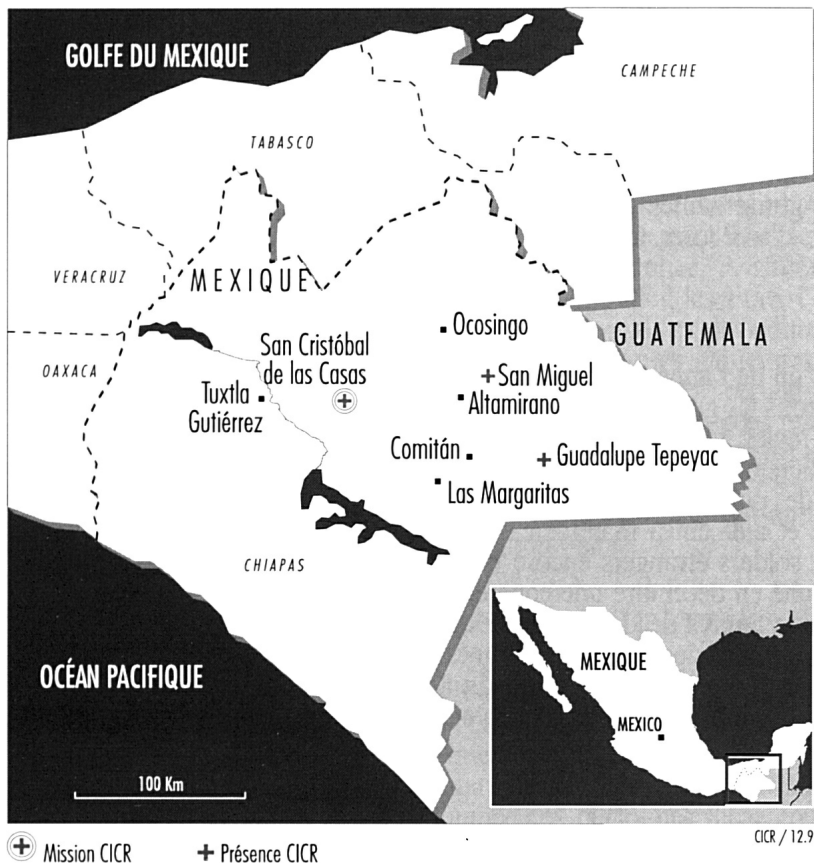 GOLFE DU MEXIQUE
CAMPECHE
TABASCO
VERACRUZ
MEXIQUE
OAXACA
Ocosingo
GUATEMALA
San Cristóbal
de las Casas
San Miguel
Tuxtla
Gutiérrez
Altamirano
Comitán
Guadalupe Tepeyac
Las Margaritas
CHIAPAS
OCÉAN PACIFIQUE
MEXIQUE
MEXICO
100 Km
CICR / 12.9
Mission CICR
Présence CICR